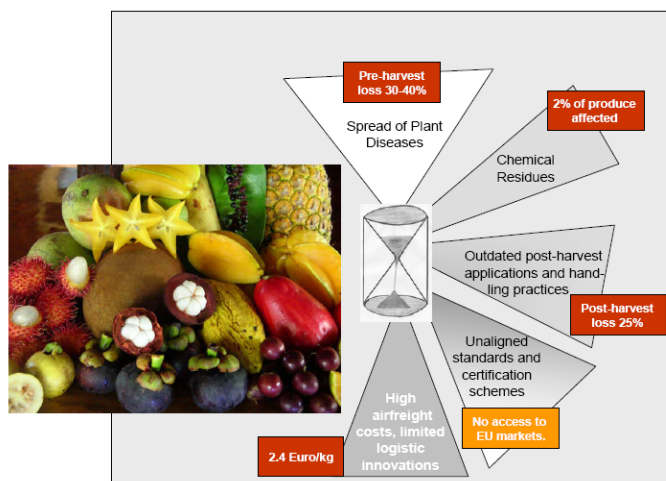 Pre-harvest
loss 30-40%
Spread of Plant
Diseases
2% of produce
affected
Chemical
Residues
Outdated post-harvest
applications and hand-
ling practices
Post-harvest
loss 25%
Unaligned
standards and
certification
schemes
No access to
EU markets.
High
airfreight
costs, limited
logistic
innovations
2.4 Euro/kg